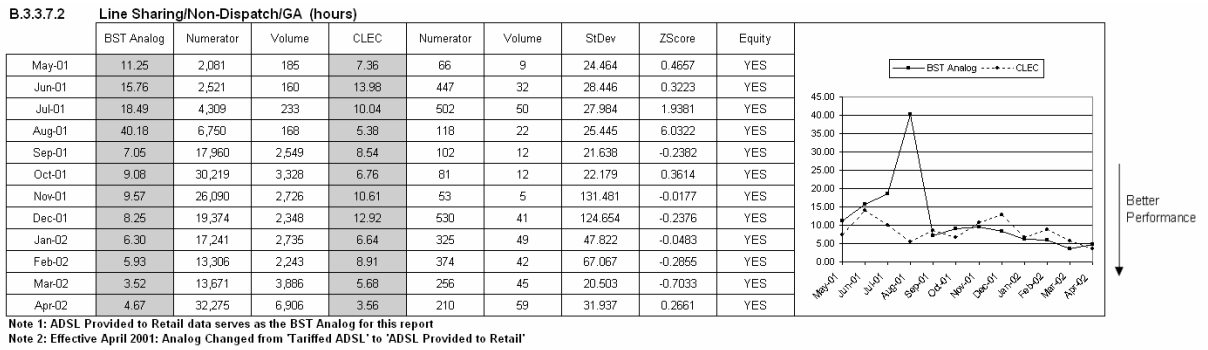 B.3.3.7.2 Line Sharing/Non-Dispatch/GA (hours)
BST Analog Numerator Volume CLEC Numerator Volume StDev ZScore Equity
May-01 11.25 2,081 185 7.36 66 9 24.464 0.4657 YES
Jun-01 15.76 2,521 160 13.98 447 32 28.446 0.3223 YES
Jul-01 18.49 4,309 233 10.04 502 50 27.984 1.9381 YES
Aug-01 40.18 6,750 168 5.38 118 22 25.445 6.0322 YES
Sep-01 7.05 17,960 2,549 8.54 102 12 21.638 -0.2382 YES
Oct-01 9.08 30,219 3,328 6.76 81 12 22.179 0.3614 YES
Nov-01 9.57 26,090 2,726 10.61 53 5 131.481 -0.0177 YES
Dec-01 8.25 19,374 2,348 12.92 530 41 124.654 -0.2376 YES
Jan-02 6.30 17,241 2,735 6.64 325 49 47.822 -0.0483 YES
Feb-02 5.93 13,306 2,243 8.91 374 42 67.067 -0.2855 YES
Mar-02 3.52 13,671 3,886 5.68 256 45 20.503 -0.7033 YES
Apr-02 4.67 32,275 6,906 3.56 210 59 31.937 0.2661 YES
BST Analog CLEC
45.00
40.00
35.00
30.00
25.00
20.00
15.00
10.00
5.00
0.00
May-01 Jun-01 Jul-01 Aug-01 Sep-01 Oct-01 Nov-01 Dec-01 Jan-02 Feb-02 Mar-02 Apr-02
Better
Performance
Note 1: ADSL Provided to Retail data serves as the BST Analog for this report
Note 2: Effective April 2001: Analog Changed from 'Tariffed ADSL' to 'ADSL Provided to Retail'